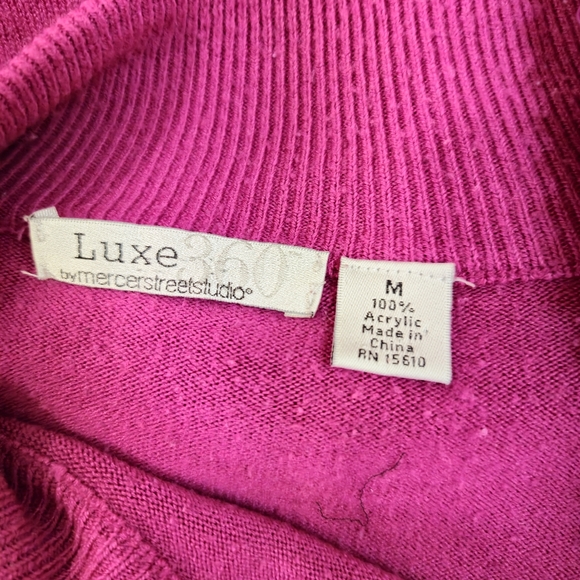 Luxe 360°
by mercerstreetstudio®
M
100%
Acrylic
Made in
China
RN 15610